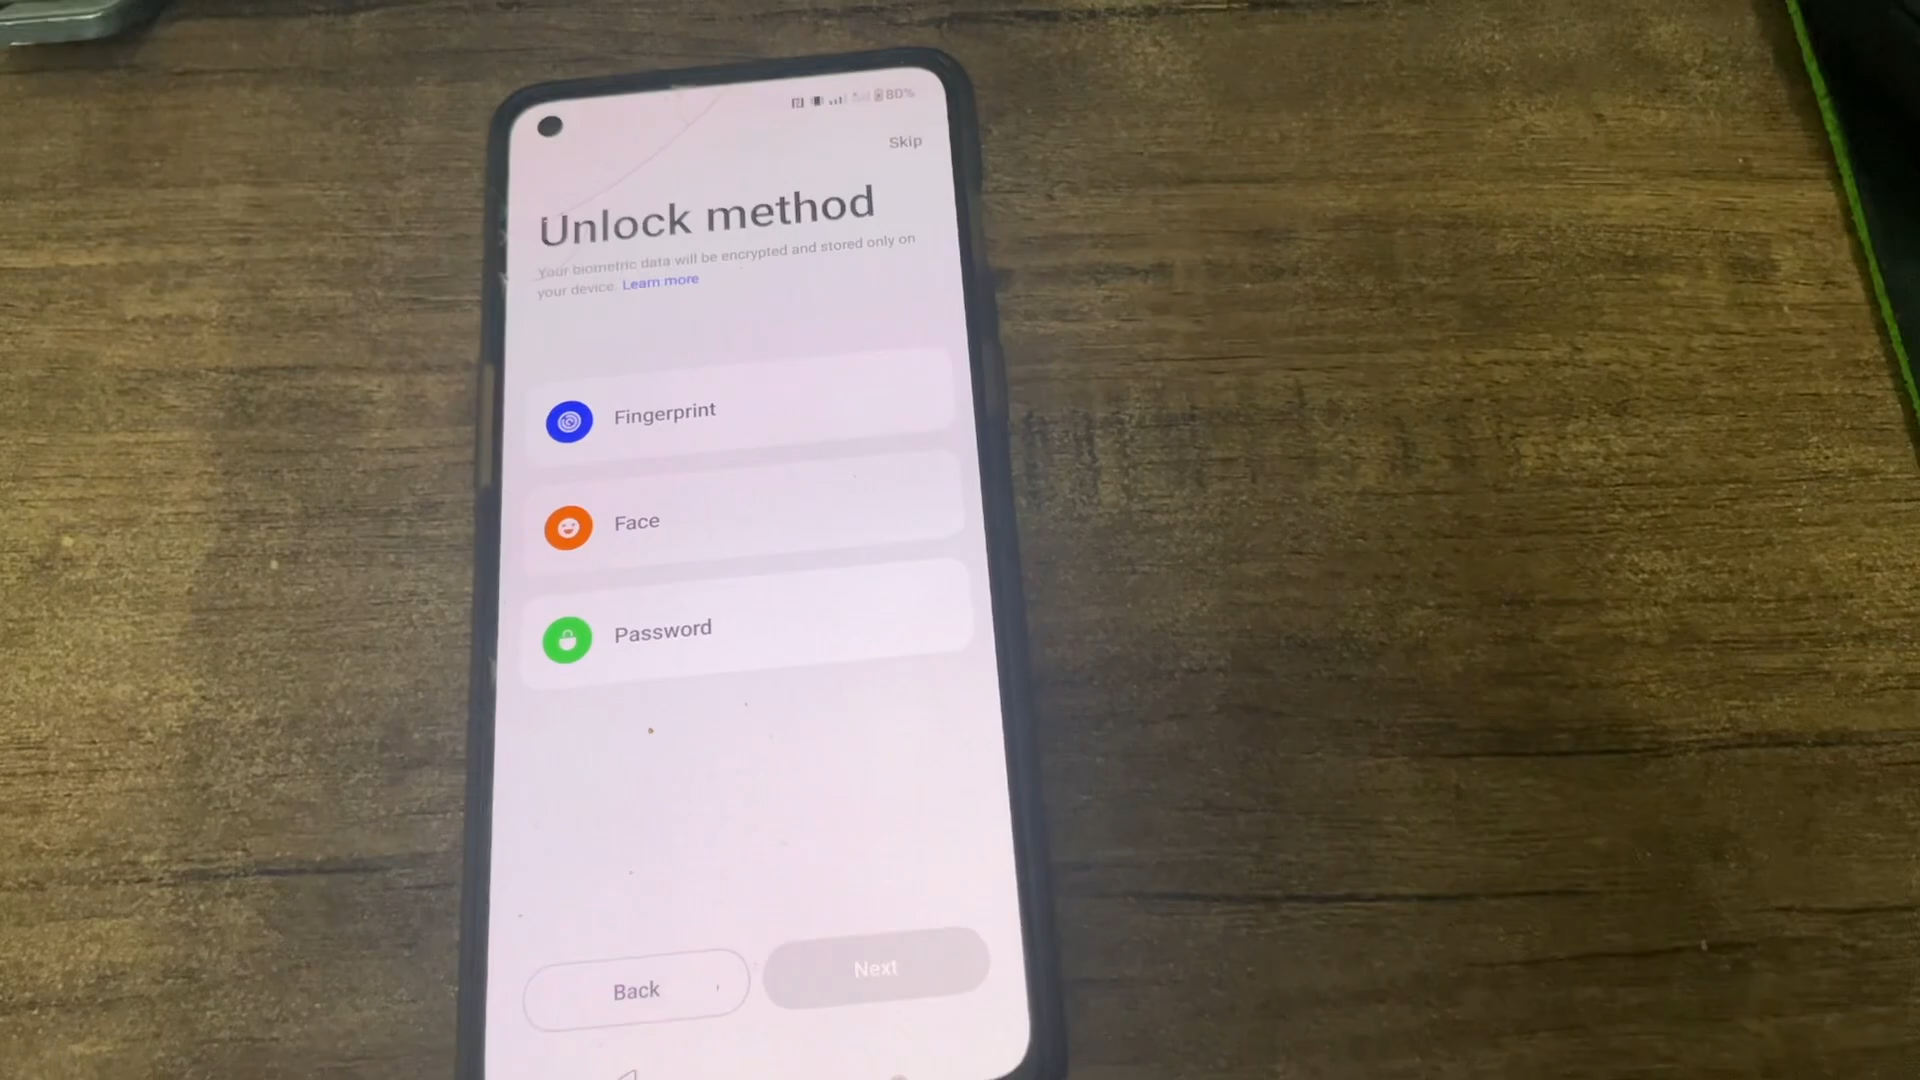 80%
Skip
Unlock method
Your biometric data will be encrypted and stored only on
your device. Learn more
Fingerprint
Face
Password
Back
Next